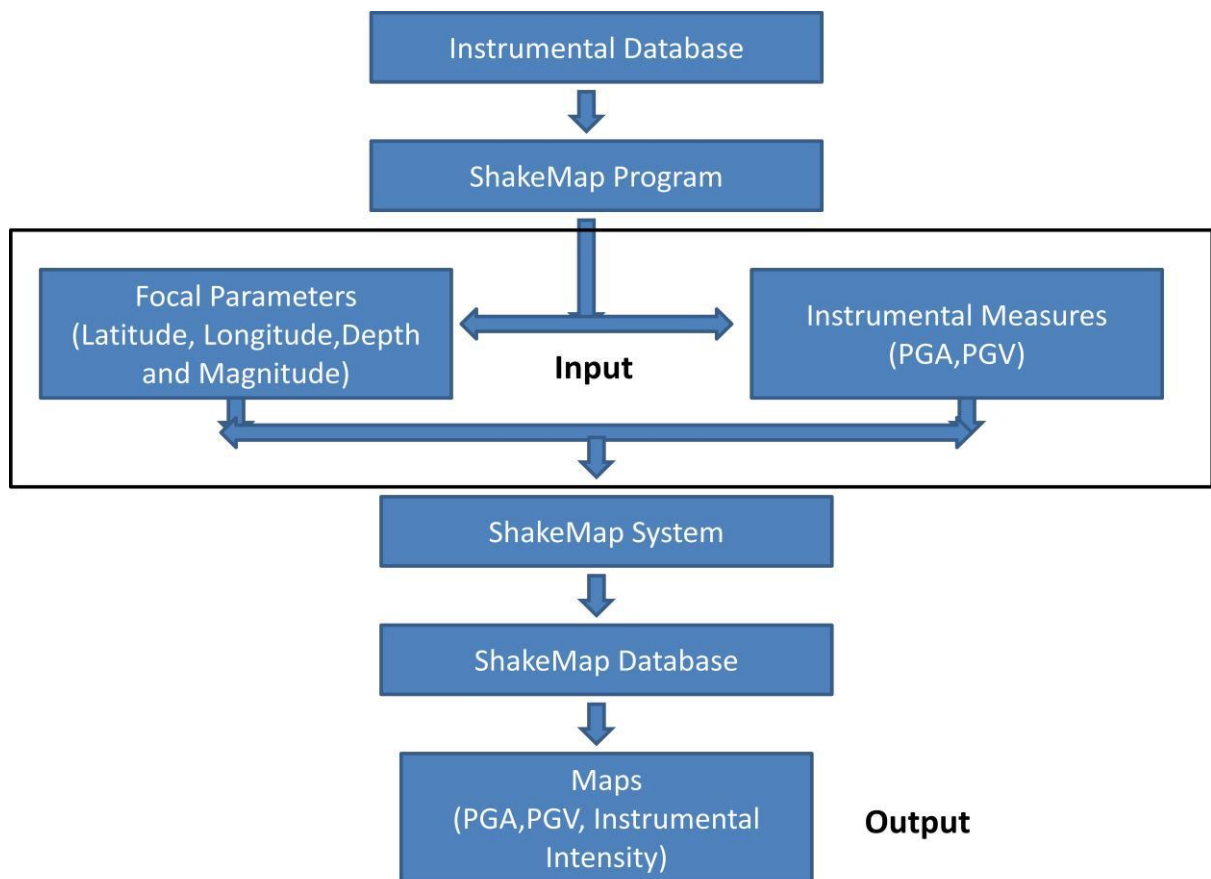 Instrumental Database
ShakeMap Program
Focal Parameters
(Latitude, Longitude,Depth
and Magnitude)
Input
Instrumental Measures
(PGA,PGV)
ShakeMap System
ShakeMap Database
Maps
(PGA,PGV, Instrumental
Intensity)
Output